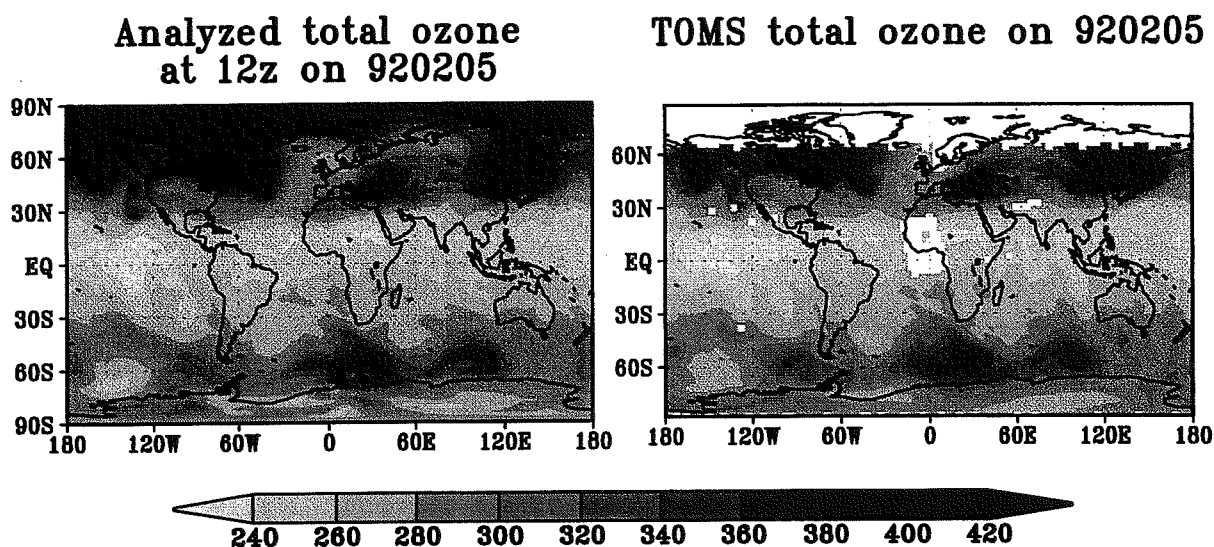 Analyzed total ozone
at 12z on 920205
TOMS total ozone on 920205
90N
60N
30N
EQ
30S
60S
90S
180 120W 60W 0 60E 120E 180
60N
30N
EQ
30S
60S
180 120W 60W 0 60E 120E 180
240 260 280 300 320 340 360 380 400 420